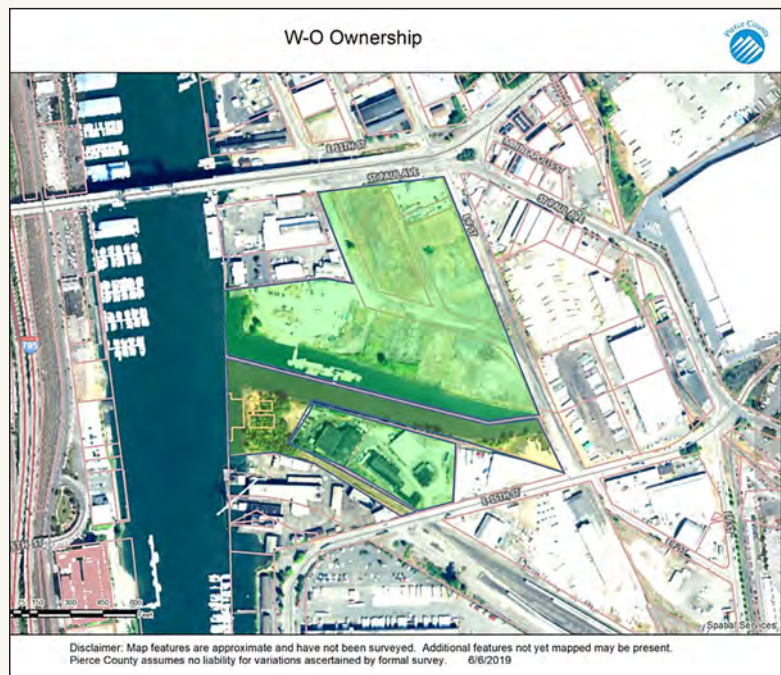 W-O Ownership
Pierce County
E 11TH ST
ST PAUL AVE
ST PAUL AVE
705
E 15TH ST
75 150 300 450 600
Feet
Spatial Services
Disclaimer: Map features are approximate and have not been surveyed. Additional features not yet mapped may be present.
Pierce County assumes no liability for variations ascertained by formal survey. 6/6/2019